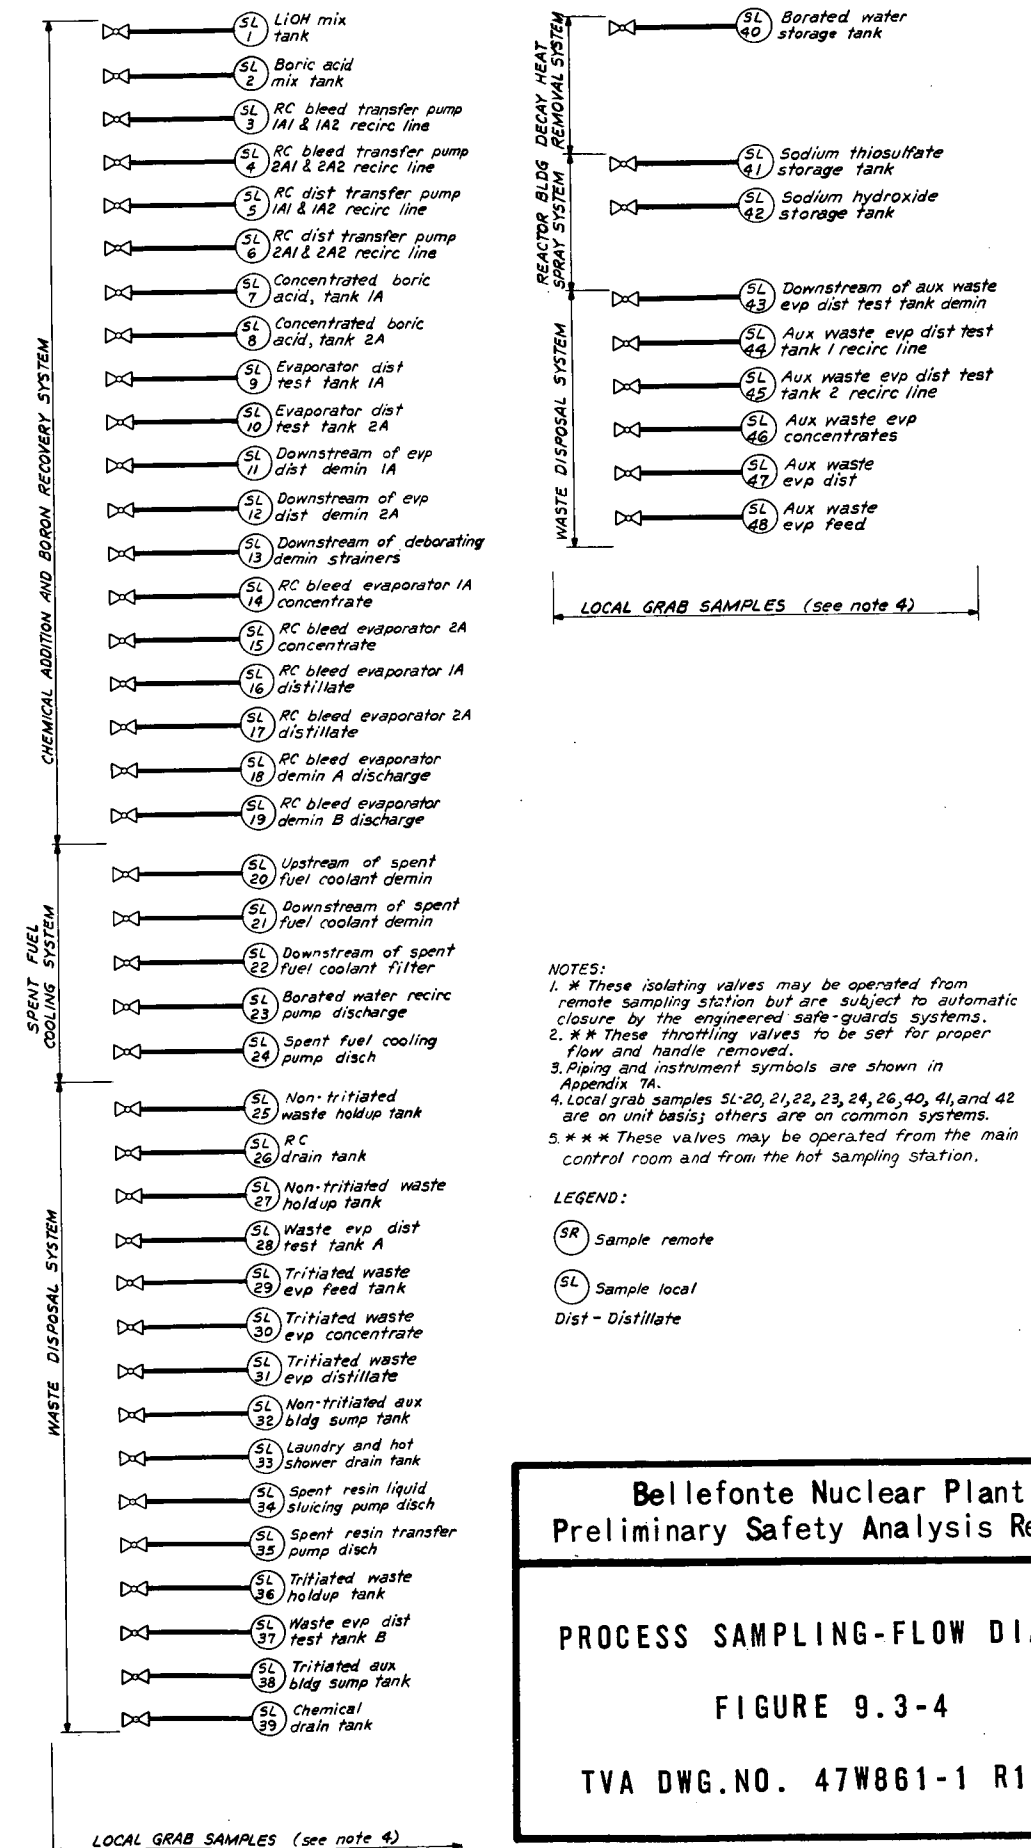 CHEMICAL ADDITION AND BORON RECOVERY SYSTEM
SL
1
LiOH mix
tank
SL
2
Boric acid
mix tank
SL
3
RC bleed transfer pump
1A1 & 1A2 recirc line
SL
4
RC bleed transfer pump
2A1 & 2A2 recirc line
SL
5
RC dist transfer pump
1A1 & 1A2 recirc line
SL
6
RC dist transfer pump
2A1 & 2A2 recirc line
SL
7
Concentrated boric
acid, tank 1A
SL
8
Concentrated boric
acid, tank 2A
SL
9
Evaporator dist
test tank 1A
SL
10
Evaporator dist
test tank 2A
SL
11
Downstream of evp
dist demin 1A
SL
12
Downstream of evp
dist demin 2A
SL
13
Downstream of deborating
demin strainers
SL
14
RC bleed evaporator 1A
concentrate
SL
15
RC bleed evaporator 2A
concentrate
SL
16
RC bleed evaporator 1A
distillate
SL
17
RC bleed evaporator 2A
distillate
SL
18
RC bleed evaporator
demin A discharge
SL
19
RC bleed evaporator
demin B discharge
SPENT FUEL
COOLING SYSTEM
SL
20
Upstream of spent
fuel coolant demin
SL
21
Downstream of spent
fuel coolant demin
SL
22
Downstream of spent
fuel coolant filter
SL
23
Borated water recirc
pump discharge
SL
24
Spent fuel cooling
pump disch
WASTE DISPOSAL SYSTEM
SL
25
Non-tritiated
waste holdup tank
SL
26
RC
drain tank
SL
27
Non-tritiated waste
holdup tank
SL
28
Waste evp dist
test tank A
SL
29
Tritiated waste
evp feed tank
SL
30
Tritiated waste
evp concentrate
SL
31
Tritiated waste
evp distillate
SL
32
Non-tritiated aux
bldg sump tank
SL
33
Laundry and hot
shower drain tank
SL
34
Spent resin liquid
sluicing pump disch
SL
35
Spent resin transfer
pump disch
SL
36
Tritiated waste
holdup tank
SL
37
Waste evp dist
test tank B
SL
38
Tritiated aux
bldg sump tank
SL
39
Chemical
drain tank
LOCAL GRAB SAMPLES (see note 4)
DECAY HEAT
REMOVAL SYSTEM
SL
40
Borated water
storage tank
REACTOR BLDG
SPRAY SYSTEM
SL
41
Sodium thiosulfate
storage tank
SL
42
Sodium hydroxide
storage tank
WASTE DISPOSAL SYSTEM
SL
43
Downstream of aux waste
evp dist test tank demin
SL
44
Aux waste evp dist test
tank 1 recirc line
SL
45
Aux waste evp dist test
tank 2 recirc line
SL
46
Aux waste evp
concentrates
SL
47
Aux waste
evp dist
SL
48
Aux waste
evp feed
LOCAL GRAB SAMPLES (see note 4)
NOTES:
1. * These isolating valves may be operated from
remote sampling station but are subject to automatic
closure by the engineered safe-guards systems.
2. ** These throttling valves to be set for proper
flow and handle removed.
3. Piping and instrument symbols are shown in
Appendix 7A.
4. Local grab samples SL-20, 21, 22, 23, 24, 26, 40, 41, and 42
are on unit basis; others are on common systems.
5. *** These valves may be operated from the main
control room and from the hot sampling station.
LEGEND:
SR Sample remote
SL Sample local
Dist - Distillate
Bellefonte Nuclear Plant
Preliminary Safety Analysis Re
PROCESS SAMPLING-FLOW DI
FIGURE 9.3-4
TVA DWG.NO. 47W861-1 R1